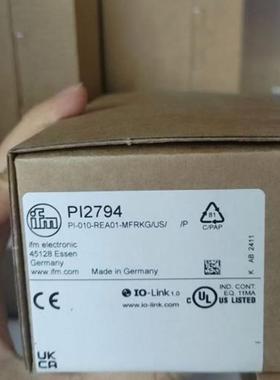 ifm
PI2794
PI-010-REA01-MFRKG/US/ /P
ifm electronic
45128 Essen
Germany
www.ifm.com Made in Germany
81
C/PAP
K AB 2411
CE
IO-Link 1.0
io-link.com
C UL US LISTED
IND. CONT.
EQ. 11MA
UK
CA